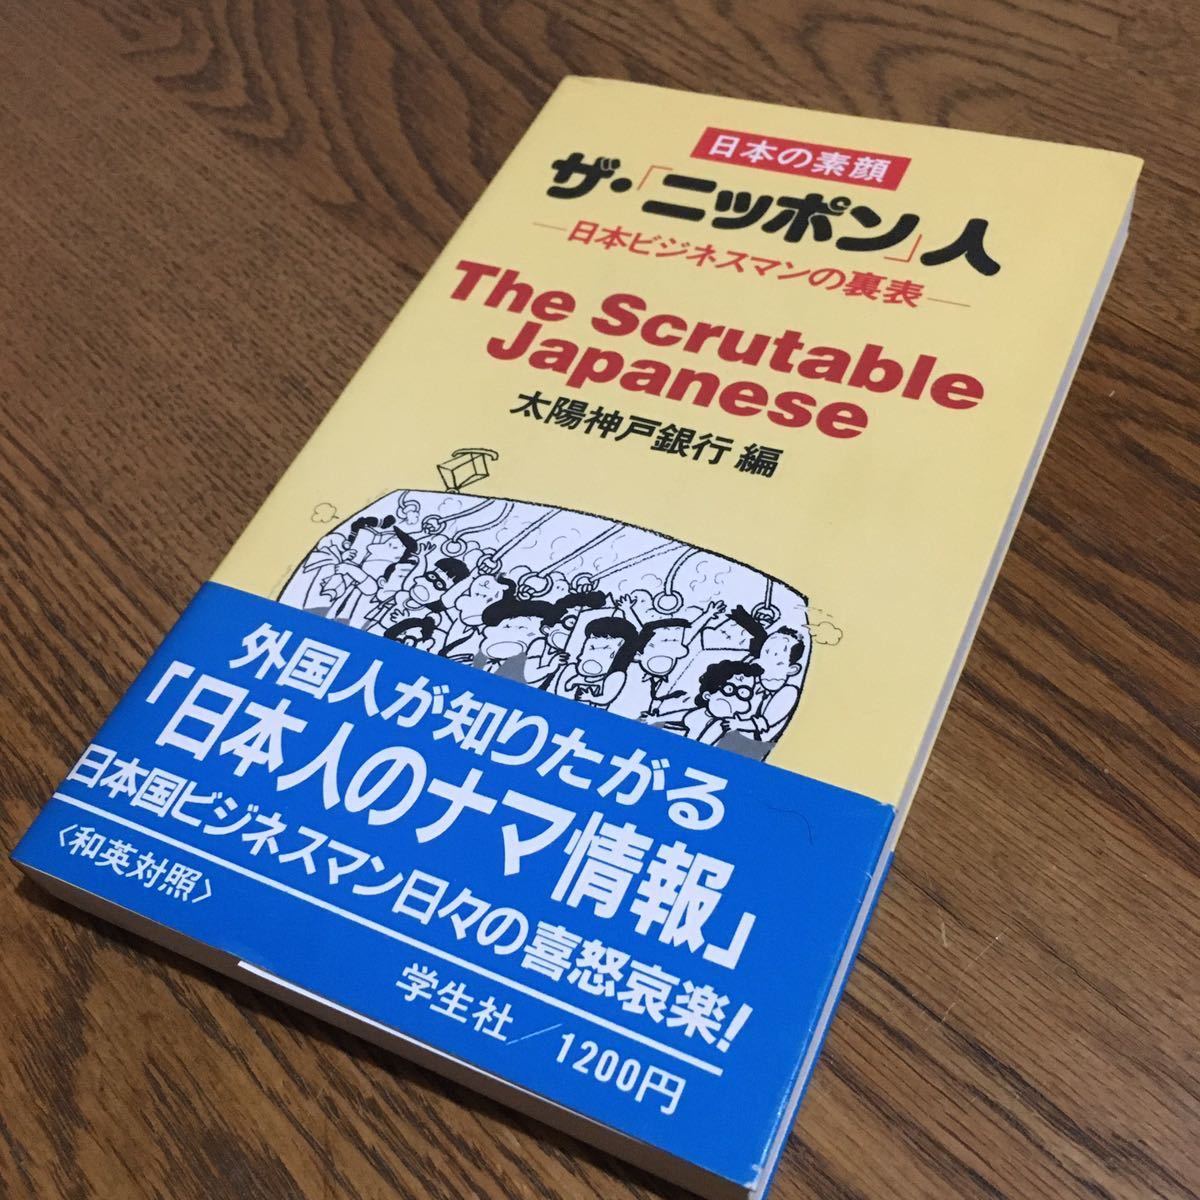 日本の素顔
ザ・「ニッポン」人
—日本ビジネスマンの裏表—
The Scrutable
Japanese
太陽神戸銀行 編
外国人が知りたがる
「日本人のナマ情報」
日本国ビジネスマン日々の喜怒哀楽!
〈和英対照〉
学生社/1200円